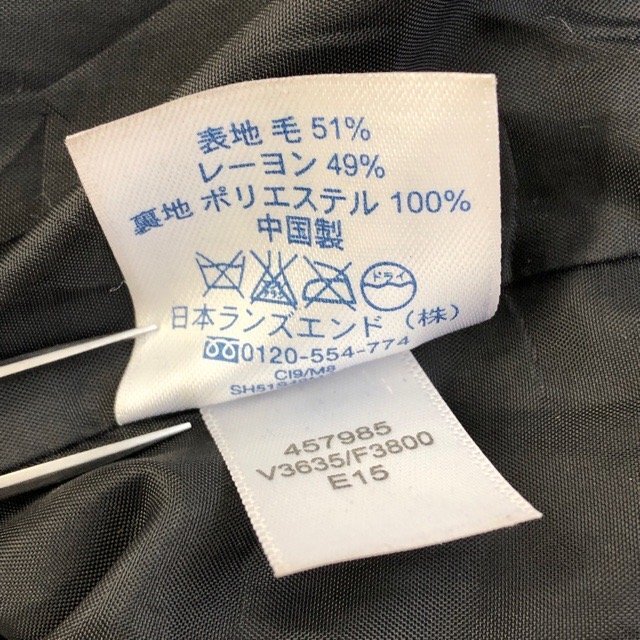 表地 毛 51%
レーヨン 49%
裏地 ポリエステル 100%
中国製
ドライ
日本ランズエンド (株)
0120-554-774
CI9/M8
457985
V3635/F3800
E15